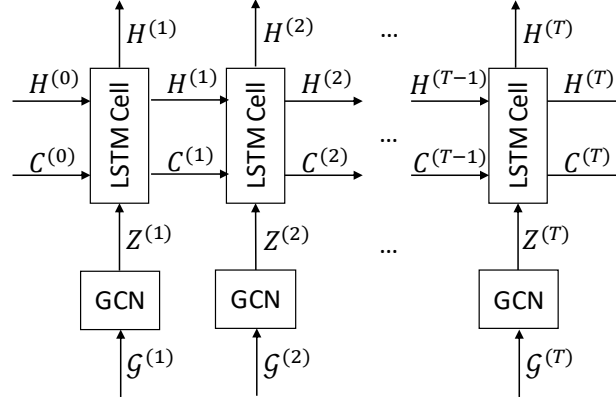 H^(1) H^(2) ... H^(T)
H^(0) H^(1) H^(2) H^(T−1) H^(T)
LSTM Cell LSTM Cell LSTM Cell
...
C^(0) C^(1) C^(2) C^(T−1) C^(T)
Z^(1) Z^(2) ... Z^(T)
GCN GCN GCN
𝒢^(1) 𝒢^(2) 𝒢^(T)